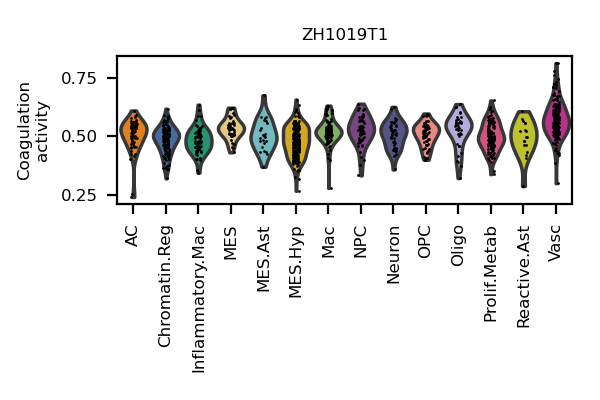 ZH1019T1
Coagulation
activity
0.75
0.50
0.25
AC
Chromatin.Reg
Inflammatory.Mac
MES
MES.Ast
MES.Hyp
Mac
NPC
Neuron
OPC
Oligo
Prolif.Metab
Reactive.Ast
Vasc